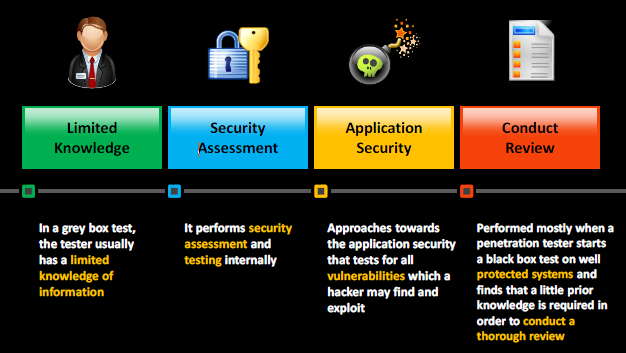 Limited
Knowledge
Security
Assessment
Application
Security
Conduct
Review
In a grey box test,
the tester usually
has a limited
knowledge of
information
It performs security
assessment and
testing internally
Approaches towards
the application security
that tests for all
vulnerabilities which a
hacker may find and
exploit
Performed mostly when a
penetration tester starts
a black box test on well
protected systems and
finds that a little prior
knowledge is required in
order to conduct a
thorough review